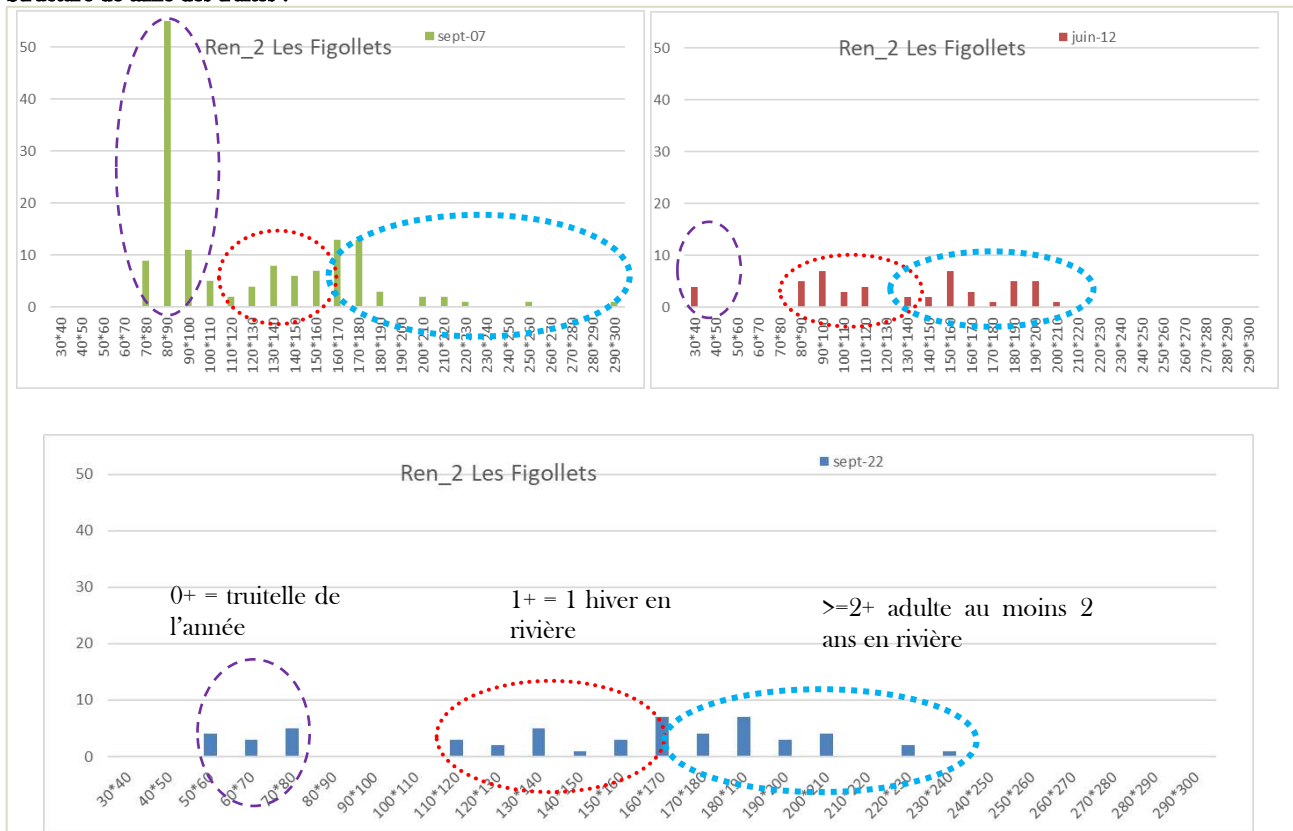 Structure de taille des truites :
Ren_2 Les Figollets
sept-07
50
40
30
20
10
0
30*40 40*50 50*60 60*70 70*80 80*90 90*100 100*110 110*120 120*130 130*140 140*150 150*160 160*170 170*180 180*190 190*200 200*210 210*220 220*230 230*240 240*250 250*260 260*270 270*280 280*290 290*300
Ren_2 Les Figollets
juin-12
50
40
30
20
10
0
30*40 40*50 50*60 60*70 70*80 80*90 90*100 100*110 110*120 120*130 130*140 140*150 150*160 160*170 170*180 180*190 190*200 200*210 210*220 220*230 230*240 240*250 250*260 260*270 270*280 280*290 290*300
Ren_2 Les Figollets
sept-22
50
40
30
20
10
0
0+ = truitelle de
l'année
1+ = 1 hiver en
rivière
>=2+ adulte au moins 2
ans en rivière
30*40 40*50 50*60 60*70 70*80 80*90 90*100 100*110 110*120 120*130 130*140 140*150 150*160 160*170 170*180 180*190 190*200 200*210 210*220 220*230 230*240 240*250 250*260 260*270 270*280 280*290 290*300